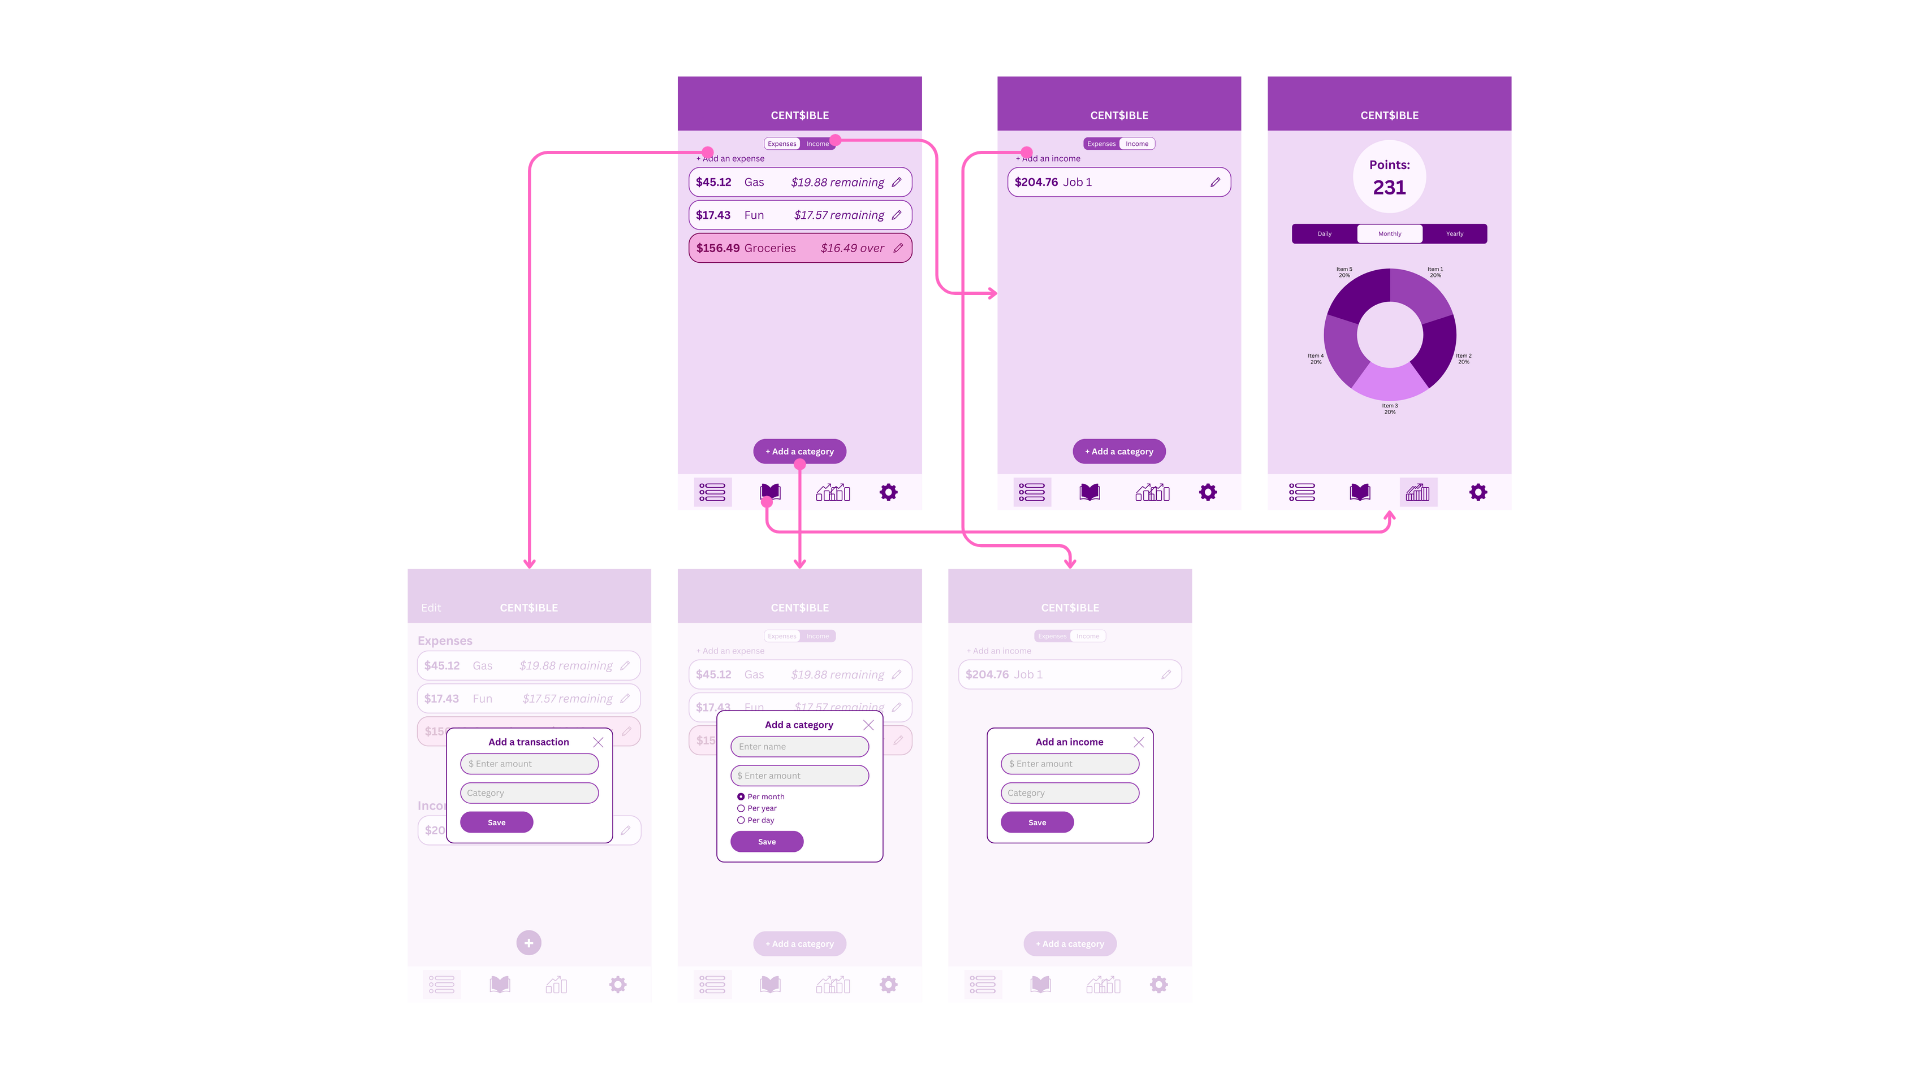 CENT$IBLE
Expenses Income
+ Add an expense
$45.12 Gas $19.88 remaining
$17.43 Fun $17.57 remaining
$156.49 Groceries $16.49 over
+ Add a category
CENT$IBLE
Expenses Income
+ Add an income
$204.76 Job 1
+ Add a category
CENT$IBLE
Points:
231
Daily Monthly Yearly
Item 5
20%
Item 1
20%
Item 4
20%
Item 2
20%
Item 3
20%
Edit CENT$IBLE
Expenses
$45.12 Gas $19.88 remaining
$17.43 Fun $17.57 remaining
$15
Add a transaction
$ Enter amount
Category
Incor
$20
Save
+
CENT$IBLE
Expenses Income
+ Add an expense
$45.12 Gas $19.88 remaining
$17.43 Fun $17.57 remaining
$15
Add a category
Enter name
$ Enter amount
Per month
Per year
Per day
Save
+ Add a category
CENT$IBLE
Expenses Income
+ Add an income
$204.76 Job 1
Add an income
$ Enter amount
Category
Save
+ Add a category